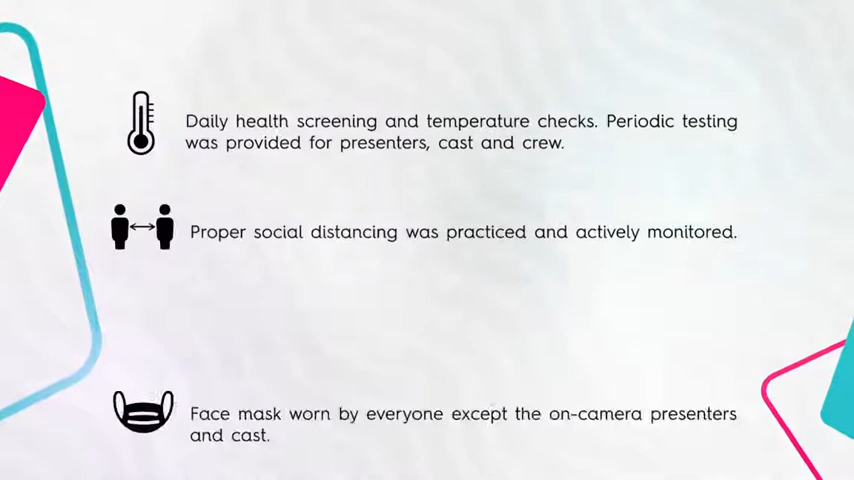 Daily health screening and temperature checks. Periodic testing
was provided for presenters, cast and crew.
Proper social distancing was practiced and actively monitored.
Face mask worn by everyone except the on-camera presenters
and cast.